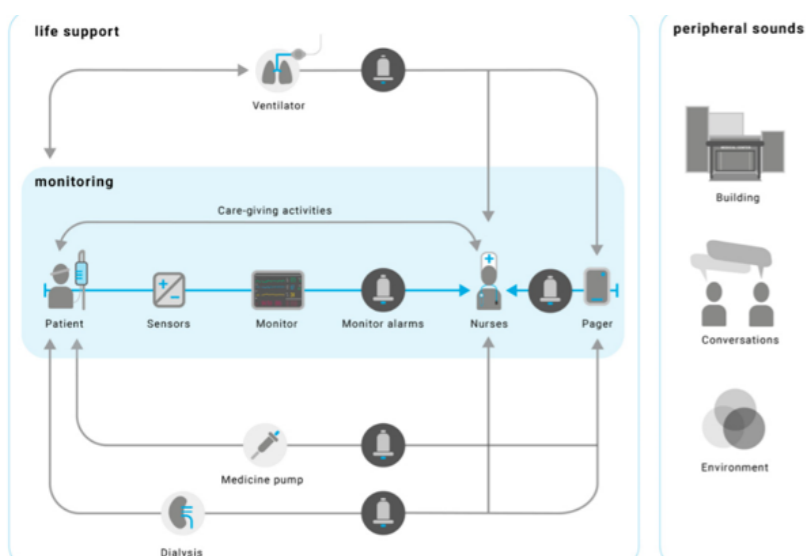 life support
peripheral sounds
Ventilator
monitoring
Care-giving activities
Patient
Sensors
Monitor
Monitor alarms
Nurses
Pager
Medicine pump
Dialysis
Building
Conversations
Environment